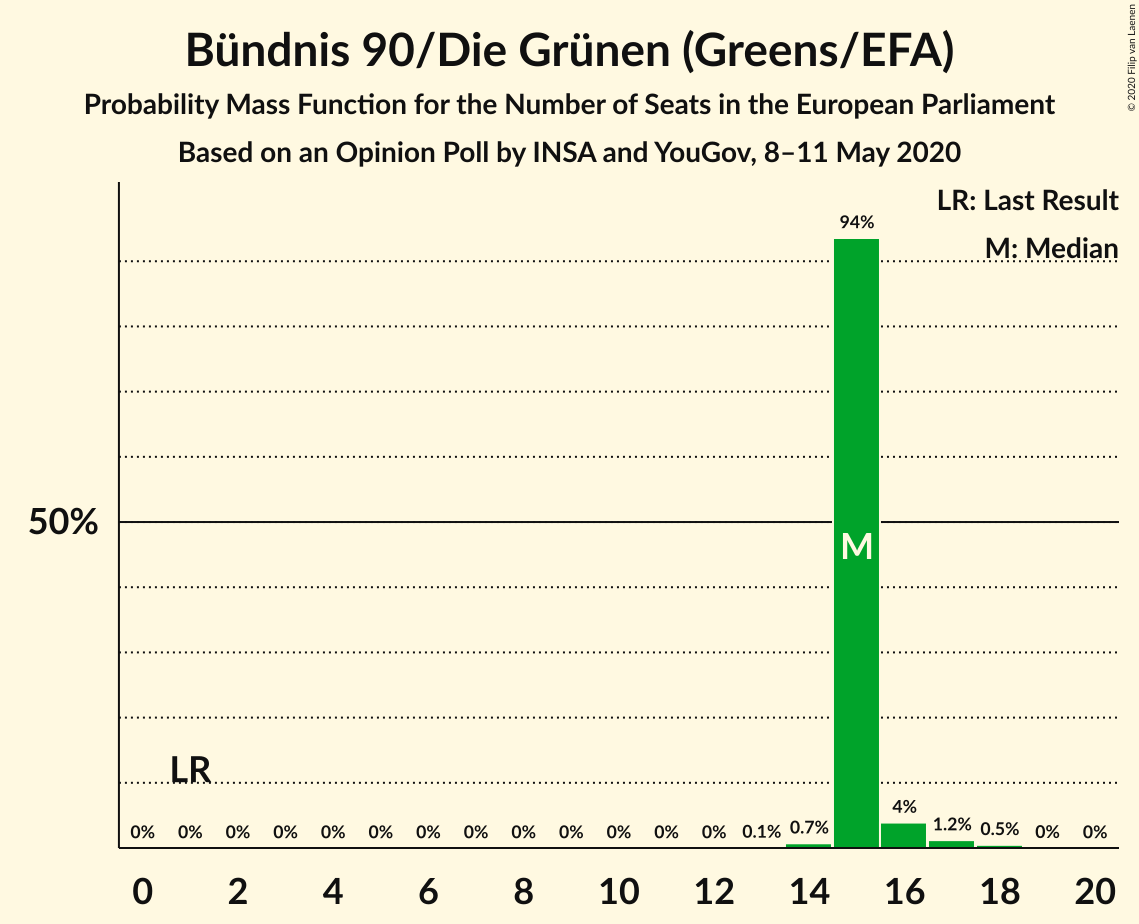 Bündnis 90/Die Grünen (Greens/EFA)
Probability Mass Function for the Number of Seats in the European Parliament
Based on an Opinion Poll by INSA and YouGov, 8–11 May 2020
© 2020 Filip van Laenen
LR: Last Result
M: Median
94%
50%
M
LR
0% 0% 0% 0% 0% 0% 0% 0% 0% 0% 0% 0% 0% 0.1% 0.7% 4% 1.2% 0.5% 0% 0%
0 2 4 6 8 10 12 14 16 18 20